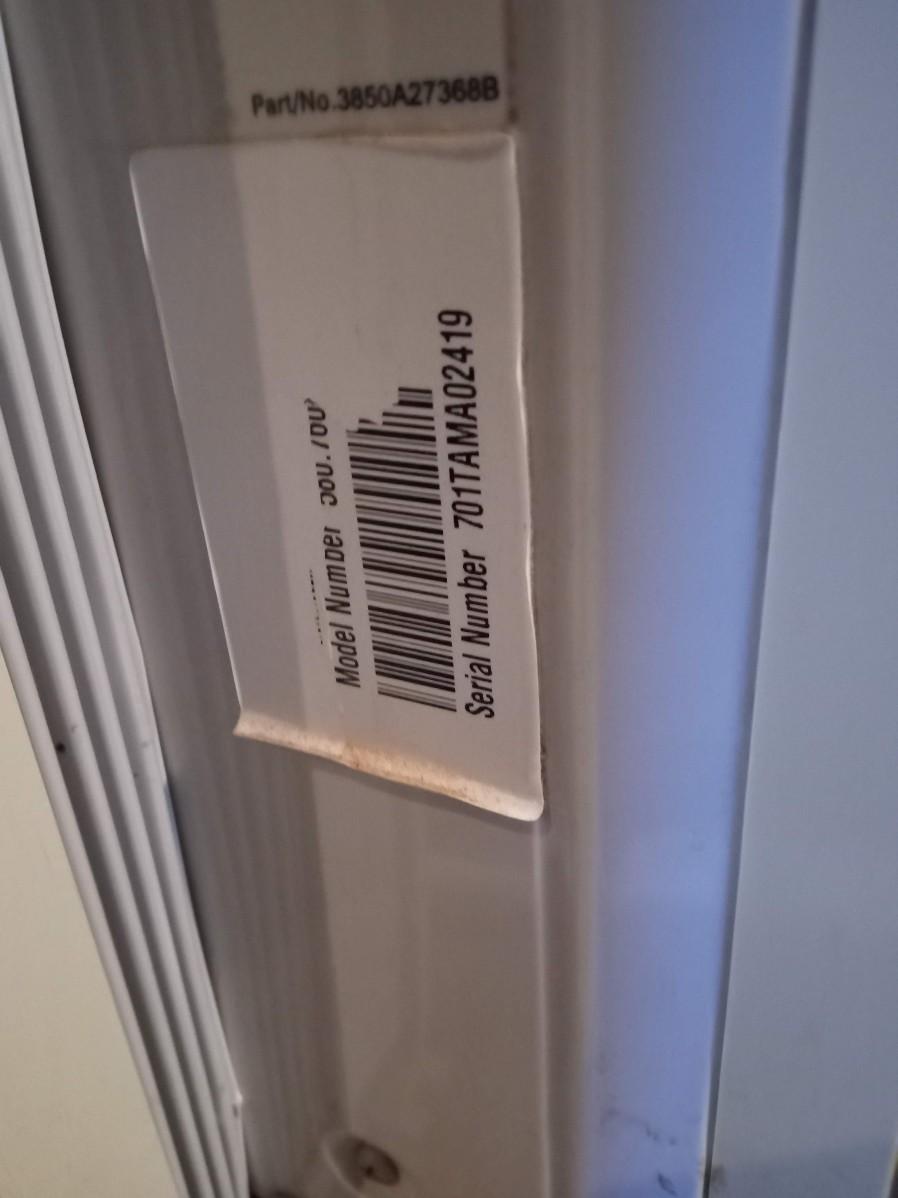 Part/No.3850A27368B
Model Number
Serial Number 701TAMA02419